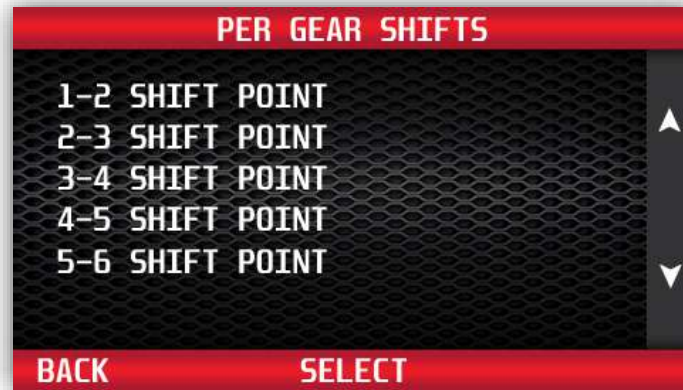 PER GEAR SHIFTS
1-2 SHIFT POINT
2-3 SHIFT POINT
3-4 SHIFT POINT
4-5 SHIFT POINT
5-6 SHIFT POINT
BACK SELECT